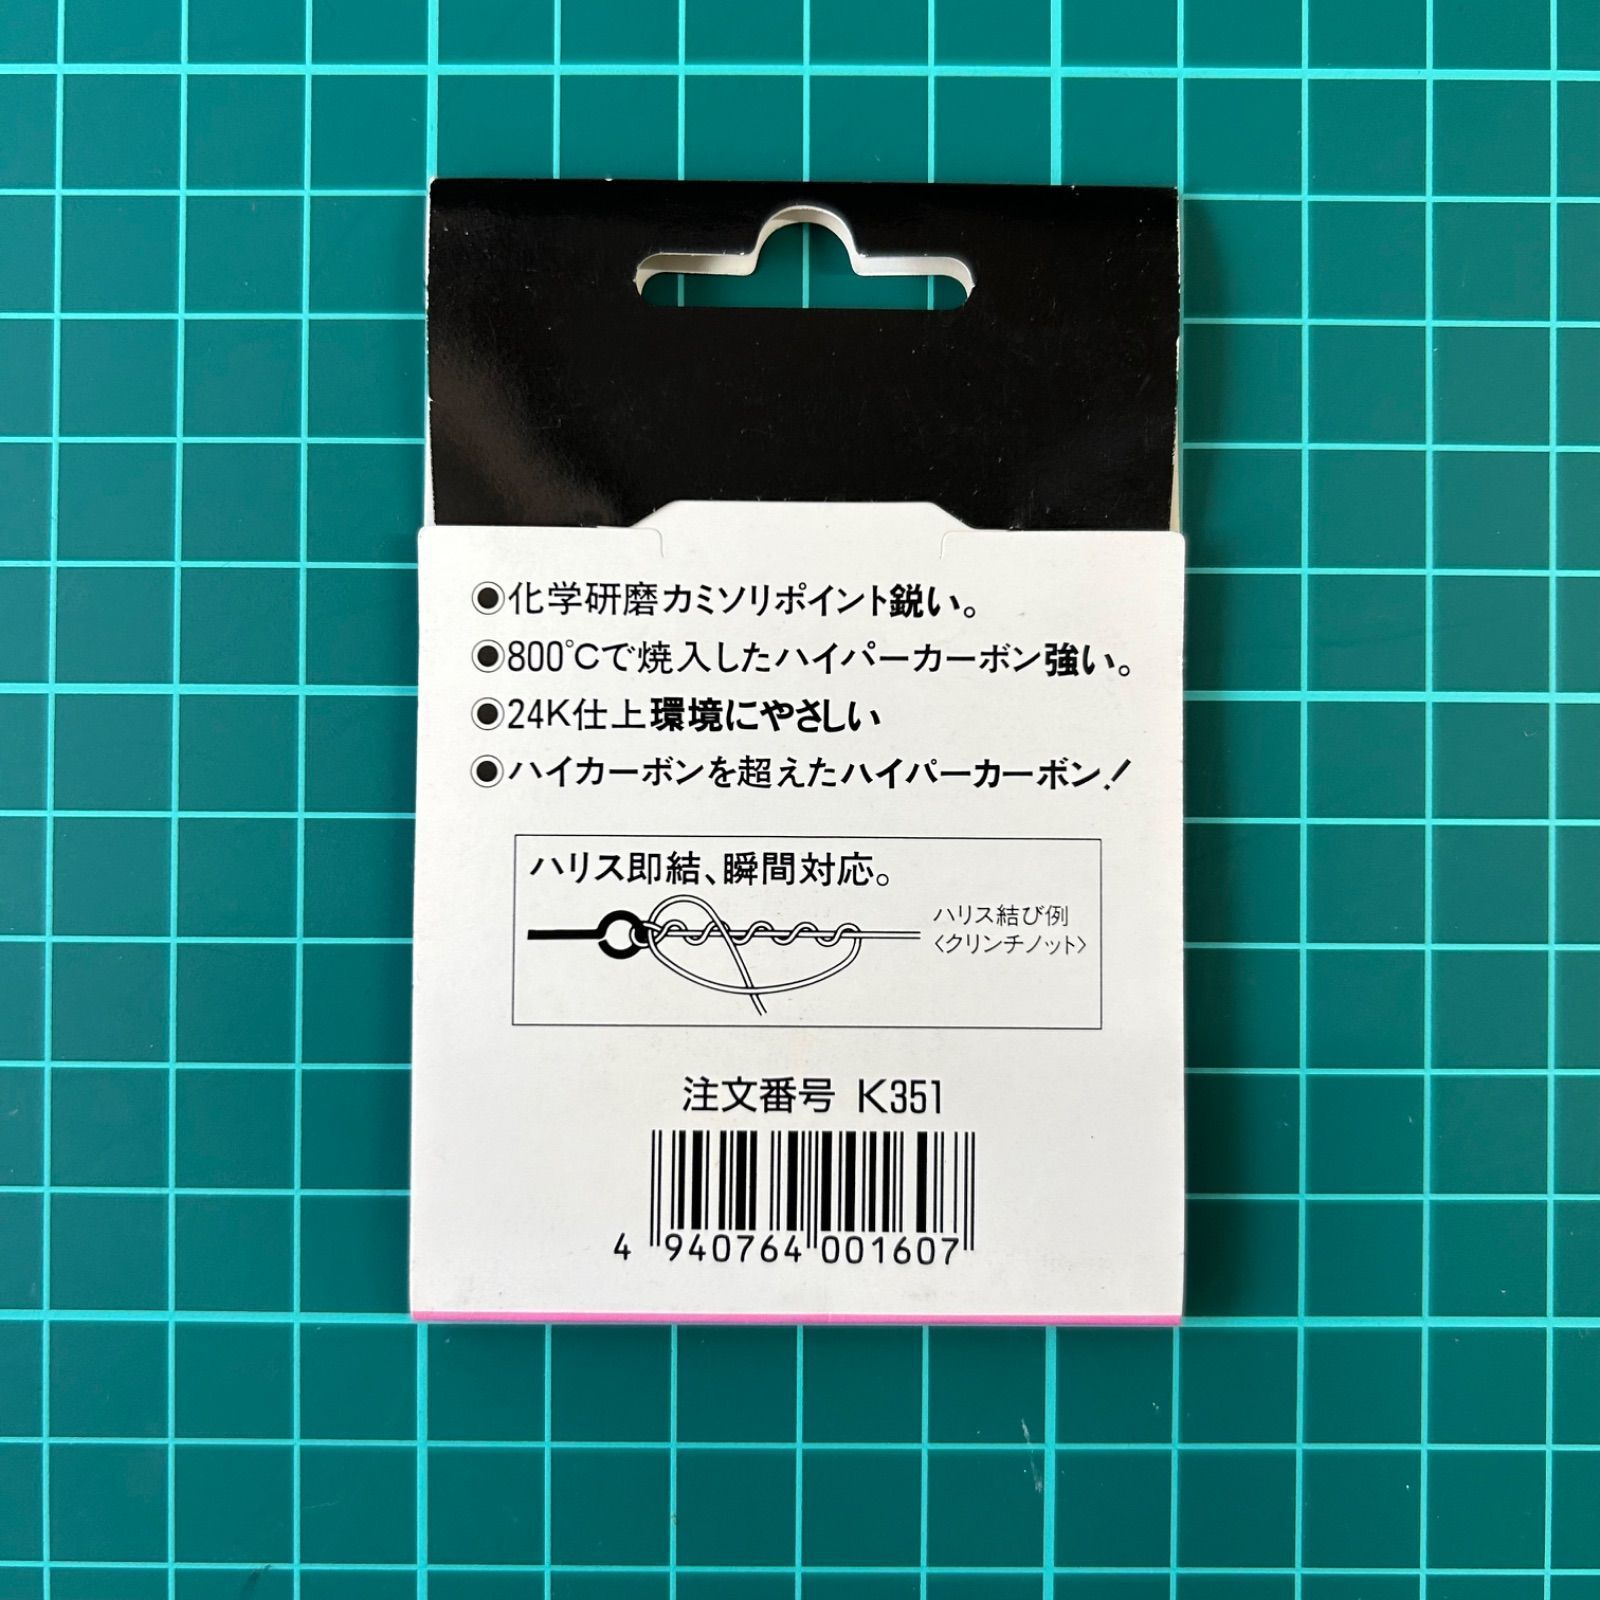 ◉化学研磨カミソリポイント鋭い。
◉800℃で焼入したハイパーカーボン強い。
◉24K仕上環境にやさしい
◉ハイカーボンを超えたハイパーカーボン!
ハリス即結、瞬間対応。
ハリス結び例
〈クリンチノット〉
注文番号 K351
4 940764 001607